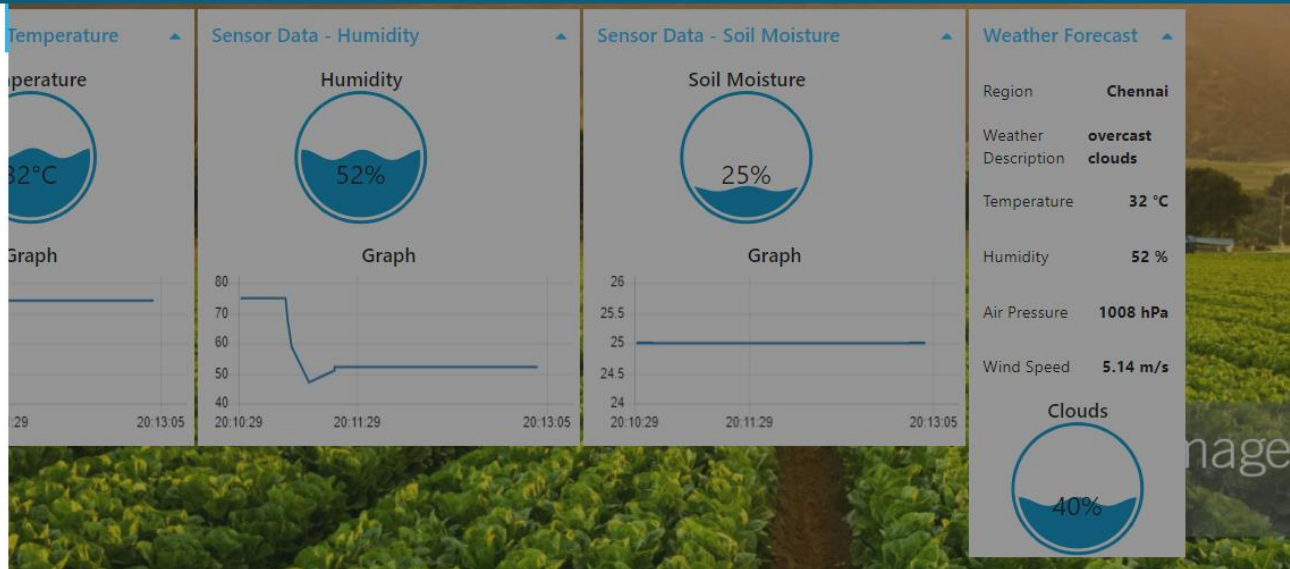 Temperature
perature
32°C
Graph
:29 20:13:05
Sensor Data - Humidity
Humidity
52%
Graph
80
70
60
50
40
20:10:29 20:11:29 20:13:05
Sensor Data - Soil Moisture
Soil Moisture
25%
Graph
26
25.5
25
24.5
24
20:10:29 20:11:29 20:13:05
Weather Forecast
Region Chennai
Weather overcast
Description clouds
Temperature 32 °C
Humidity 52 %
Air Pressure 1008 hPa
Wind Speed 5.14 m/s
Clouds
40%
mage